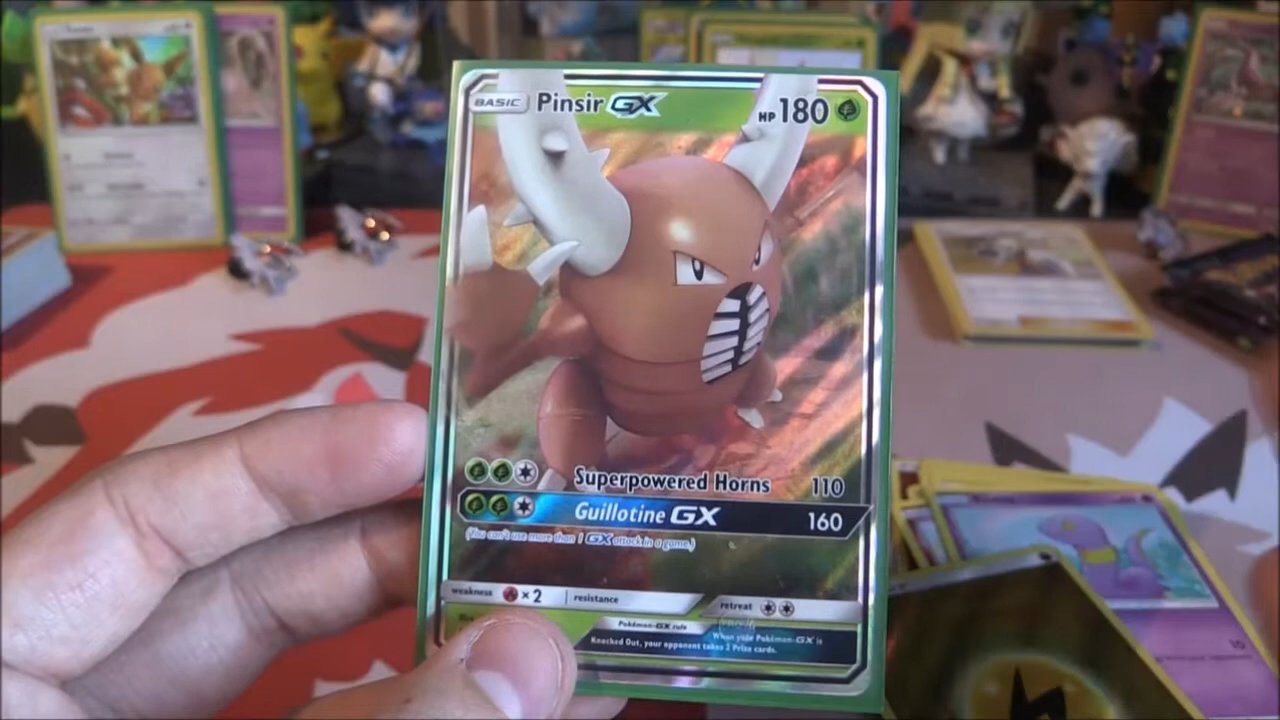 BASIC Pinsir GX HP 180
Superpowered Horns 110
Guillotine GX 160
(You can't use more than 1 GX attack in a game.)
weakness ×2 resistance retreat
Pokémon-GX rule When your Pokémon-GX is
Knocked Out, your opponent takes 2 Prize cards.
10